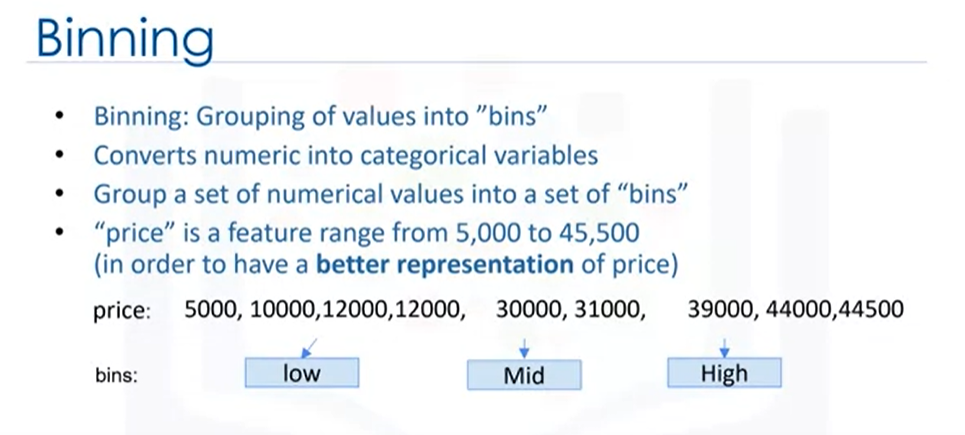 Binning
• Binning: Grouping of values into ”bins”
• Converts numeric into categorical variables
• Group a set of numerical values into a set of “bins”
• “price” is a feature range from 5,000 to 45,500
(in order to have a better representation of price)
price: 5000, 10000,12000,12000, 30000, 31000, 39000, 44000,44500
bins: low Mid High